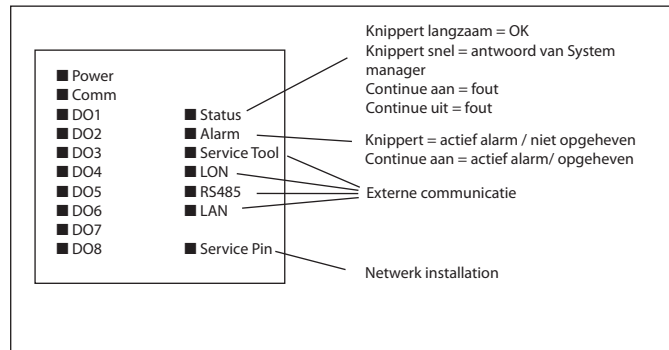 Knippert langzaam = OK
Knippert snel = antwoord van System
manager
Continue aan = fout
Continue uit = fout
Power
Comm
DO1
DO2
DO3
DO4
DO5
DO6
DO7
DO8
Status
Alarm
Service Tool
LON
RS485
LAN
Service Pin
Knippert = actief alarm / niet opgeheven
Continue aan = actief alarm/ opgeheven
Externe communicatie
Netwerk installation